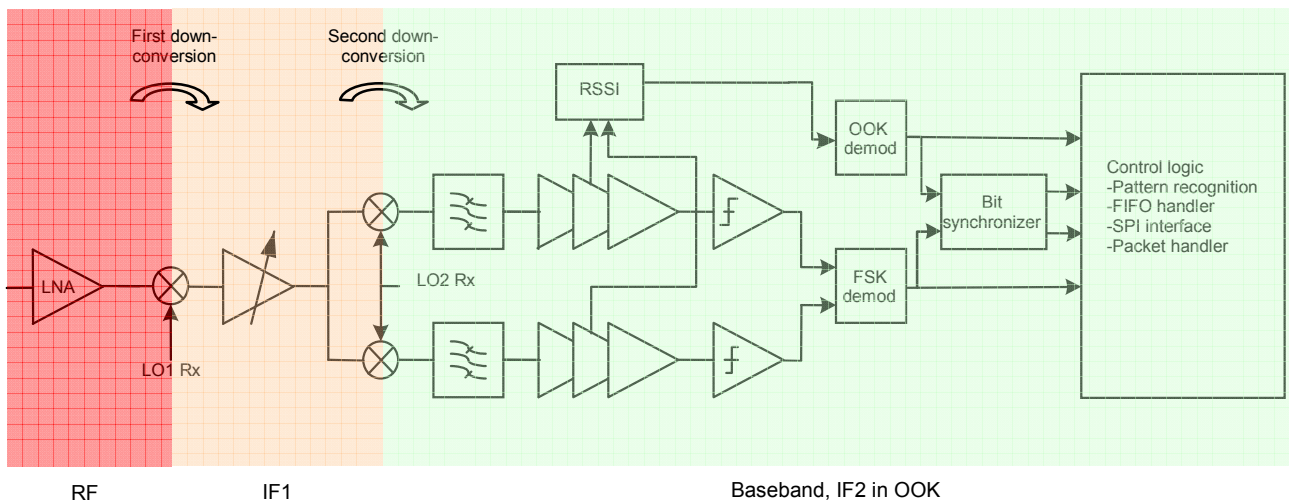 First down-
conversion
Second down-
conversion
RSSI
OOK
demod
Control logic
-Pattern recognition
-FIFO handler
-SPI interface
-Packet handler
Bit
synchronizer
LNA
LO2 Rx
FSK
demod
LO1 Rx
RF
IF1
Baseband, IF2 in OOK